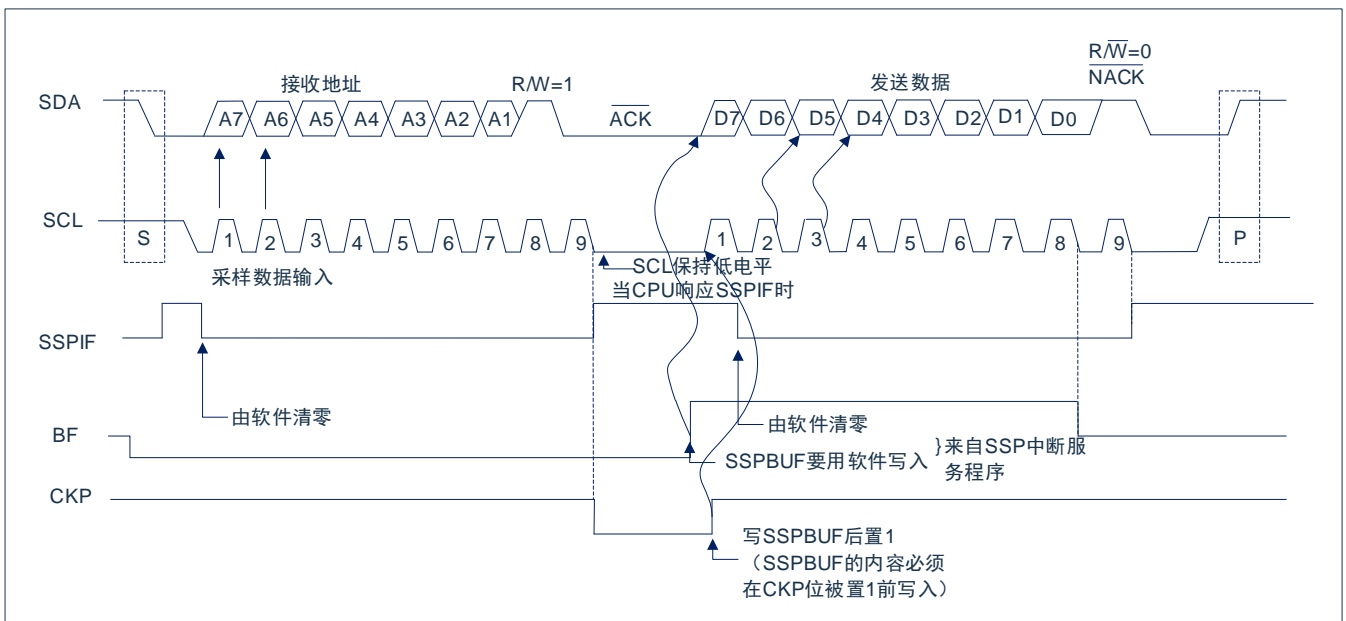 R/W=0
NACK
接收地址
R/W=1
发送数据
SDA
A7 A6 A5 A4 A3 A2 A1
ACK
D7 D6 D5 D4 D3 D2 D1 D0
SCL
S
1 2 3 4 5 6 7 8 9
1 2 3 4 5 6 7 8 9
P
采样数据输入
SCL保持低电平
当CPU响应SSPIF时
SSPIF
由软件清零
由软件清零
BF
SSPBUF要用软件写入
}来自SSP中断服
务程序
CKP
写SSPBUF后置1
（SSPBUF的内容必须
在CKP位被置1前写入）